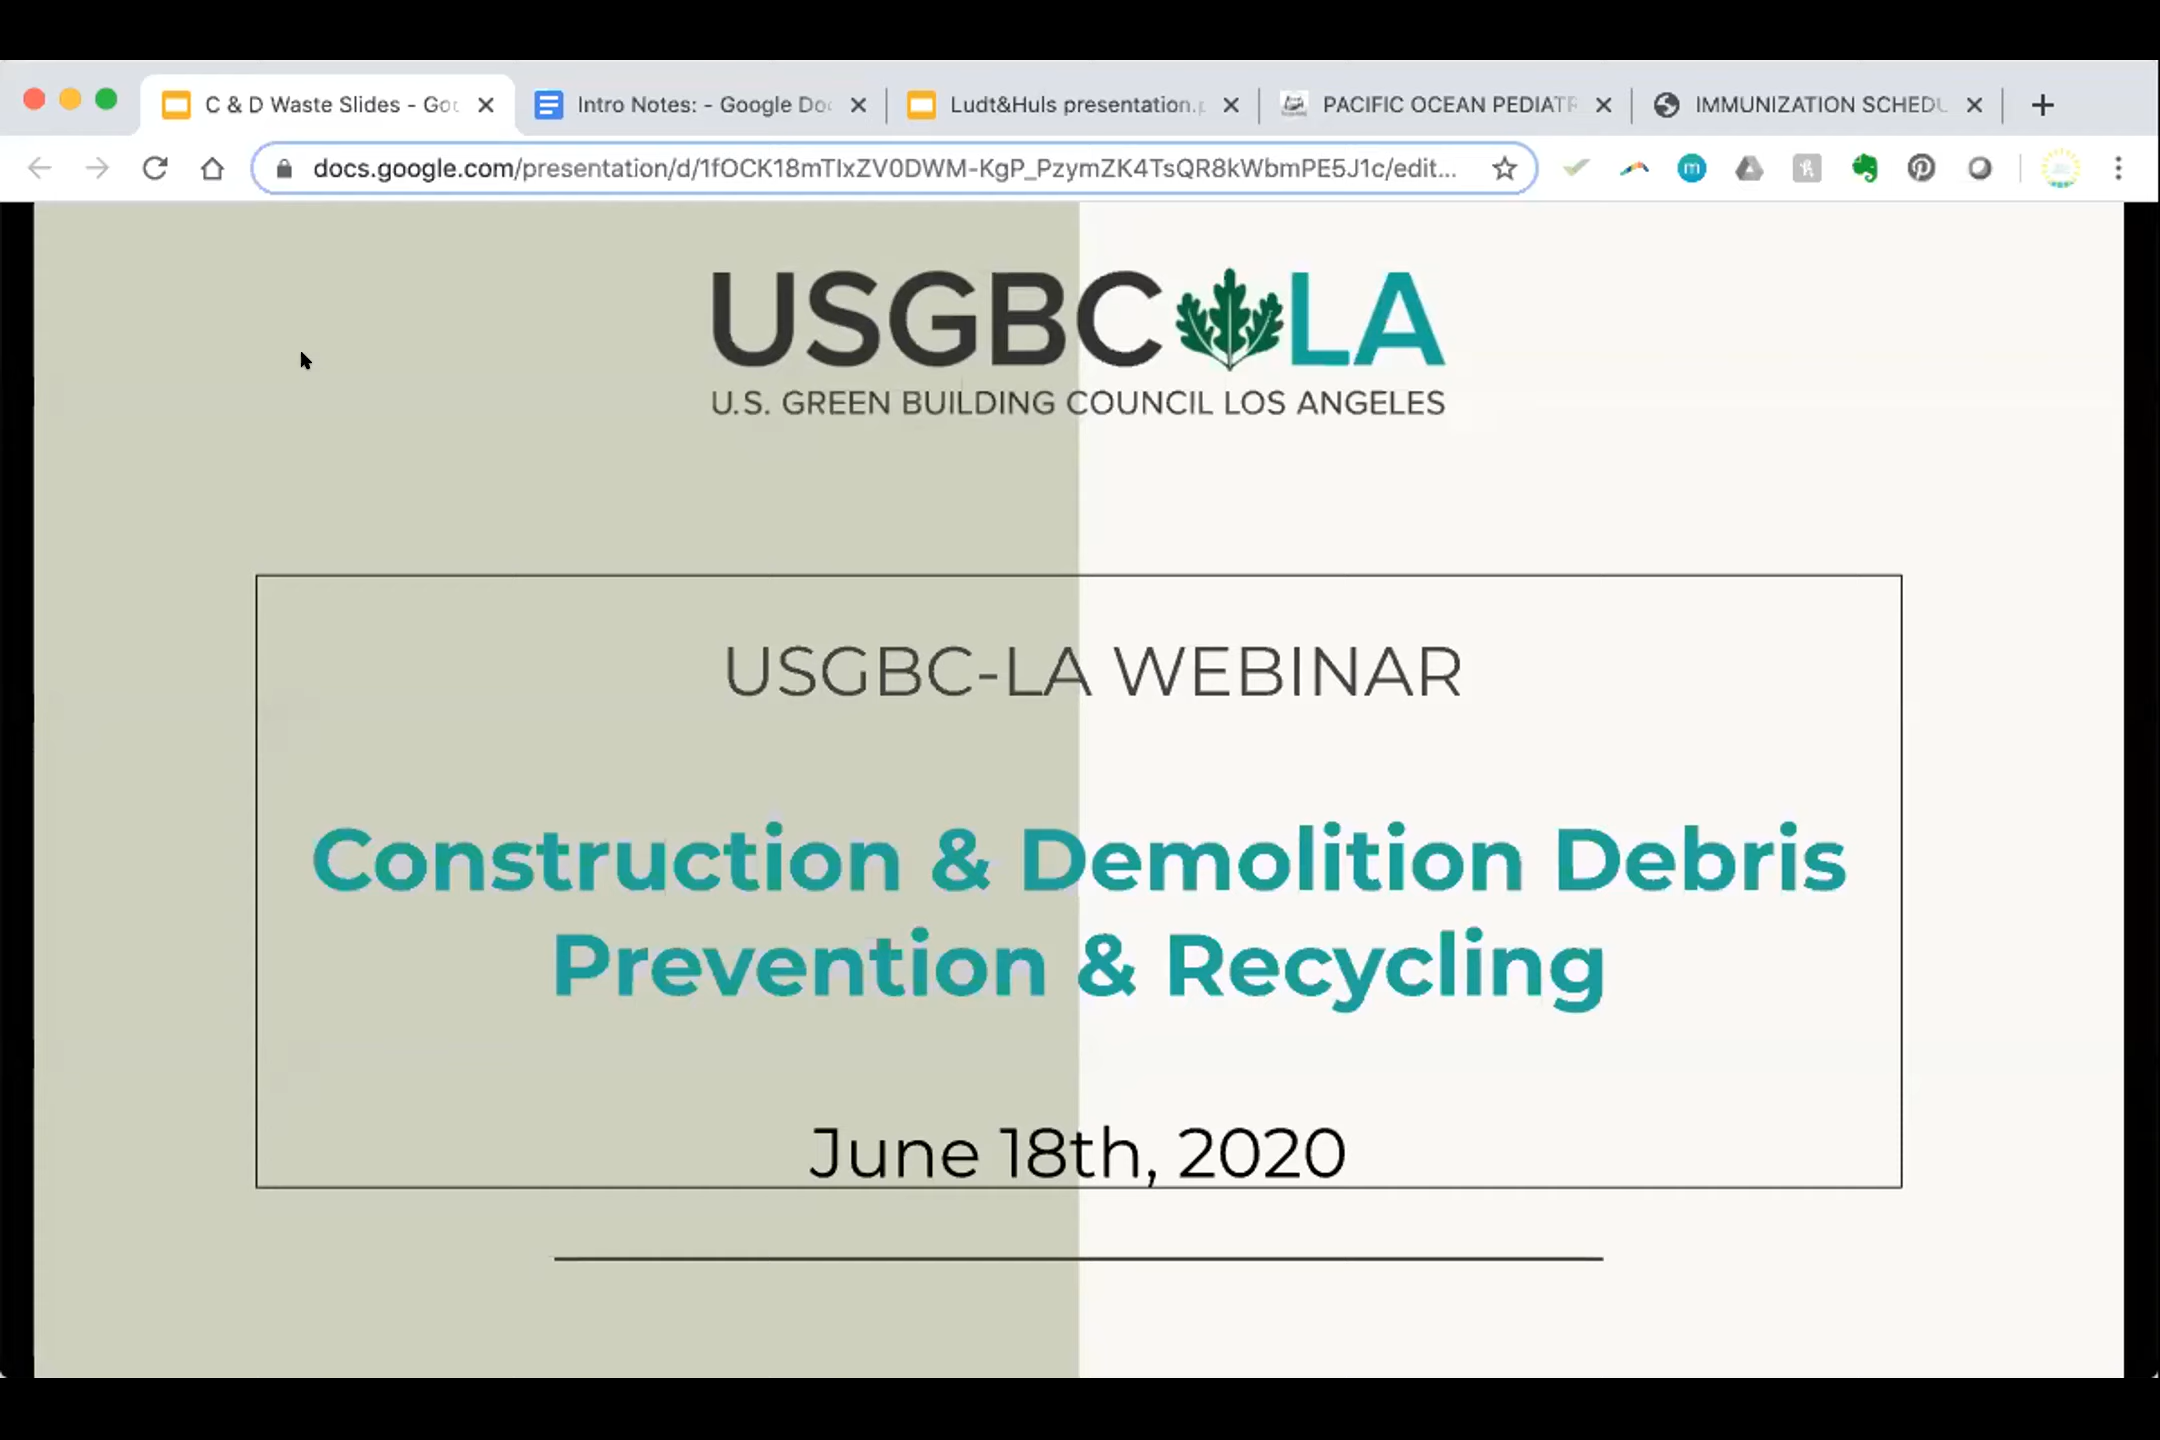 C & D Waste Slides - Goo
Intro Notes: - Google Doc
Ludt&Huls presentation.p
PACIFIC OCEAN PEDIATR
IMMUNIZATION SCHEDU
docs.google.com/presentation/d/1fOCK18mTIxZV0DWM-KgP_PzymZK4TsQR8kWbmPE5J1c/edit...
USGBC LA
U.S. GREEN BUILDING COUNCIL LOS ANGELES
USGBC-LA WEBINAR
Construction & Demolition Debris
Prevention & Recycling
June 18th, 2020